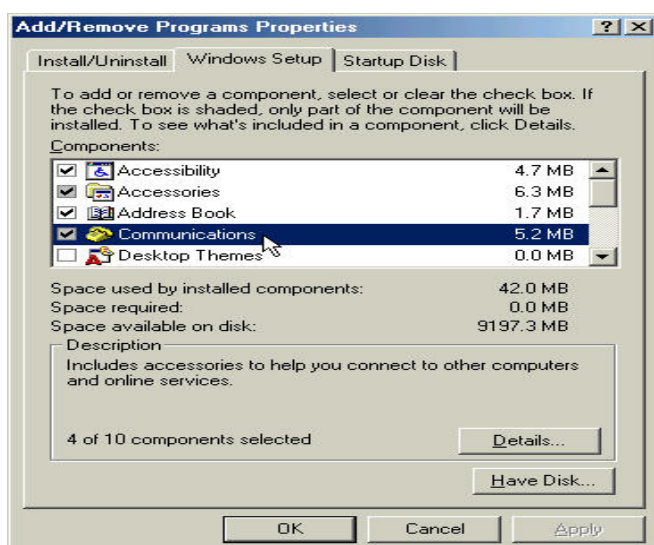 Add/Remove Programs Properties
Install/Uninstall Windows Setup Startup Disk
To add or remove a component, select or clear the check box. If
the check box is shaded, only part of the component will be
installed. To see what's included in a component, click Details.
Components:
Accessibility 4.7 MB
Accessories 6.3 MB
Address Book 1.7 MB
Communications 5.2 MB
Desktop Themes 0.0 MB
Space used by installed components: 42.0 MB
Space required: 0.0 MB
Space available on disk: 9197.3 MB
Description
Includes accessories to help you connect to other computers
and online services.
4 of 10 components selected Details...
Have Disk...
OK Cancel Apply